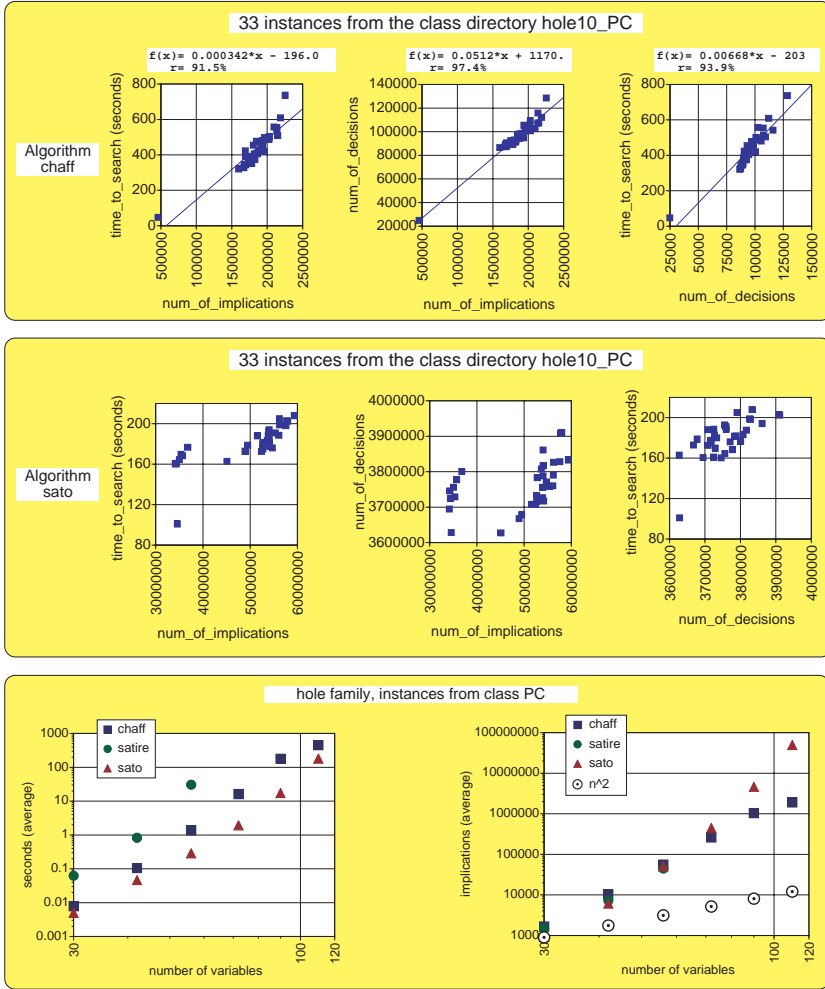 33 instances from the class directory hole10_PC
f(x)= 0.000342*x - 196.0
r= 91.5%
f(x)= 0.0512*x + 1170.
r= 97.4%
f(x)= 0.00668*x - 203
r= 93.9%
Algorithm
chaff
time_to_search (seconds)
800
600
400
200
0
500000
1000000
1500000
2000000
2500000
num_of_implications
num_of_decisions
140000
120000
100000
80000
60000
40000
20000
500000
1000000
1500000
2000000
2500000
num_of_implications
time_to_search (seconds)
800
600
400
200
0
25000
50000
75000
100000
125000
150000
num_of_decisions
33 instances from the class directory hole10_PC
Algorithm
sato
time_to_search (seconds)
200
160
120
80
30000000
40000000
50000000
60000000
num_of_implications
num_of_decisions
4000000
3900000
3800000
3700000
3600000
30000000
40000000
50000000
60000000
num_of_implications
time_to_search (seconds)
200
160
120
80
3600000
3700000
3800000
3900000
4000000
num_of_decisions
hole family, instances from class PC
chaff
satire
sato
seconds (average)
1000
100
10
1
0.1
0.01
0.001
30
100
120
number of variables
chaff
satire
sato
n^2
implications (average)
100000000
10000000
1000000
100000
10000
1000
30
100
120
number of variables